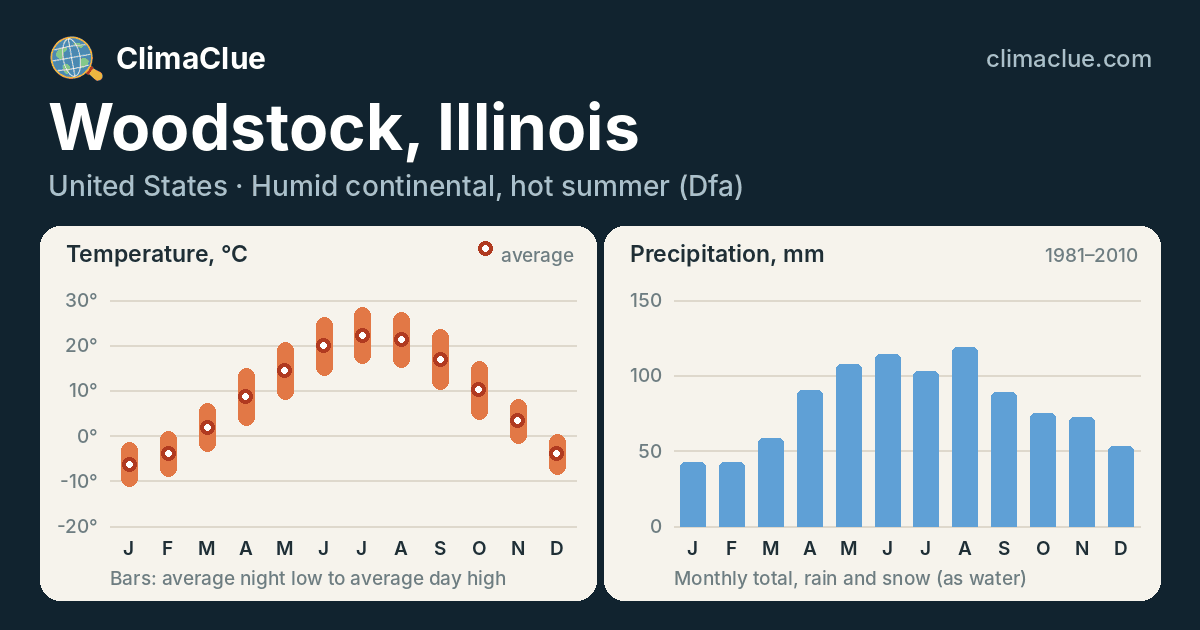 ClimaClue
climaclue.com
Woodstock, Illinois
United States · Humid continental, hot summer (Dfa)
Temperature, °C
average
30°
20°
10°
0°
-10°
-20°
J F M A M J J A S O N D
Bars: average night low to average day high
Precipitation, mm
1981–2010
150
100
50
0
J F M A M J J A S O N D
Monthly total, rain and snow (as water)